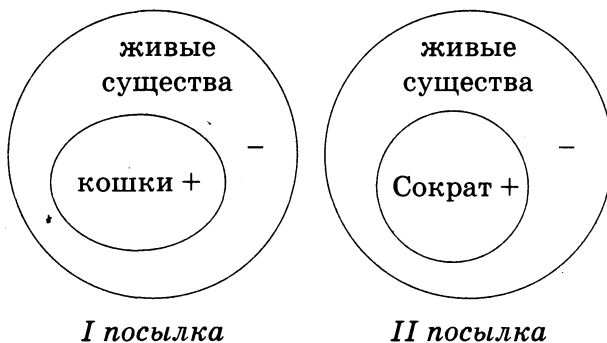 живые
существа
–
кошки +
I посылка
живые
существа
–
Сократ +
II посылка